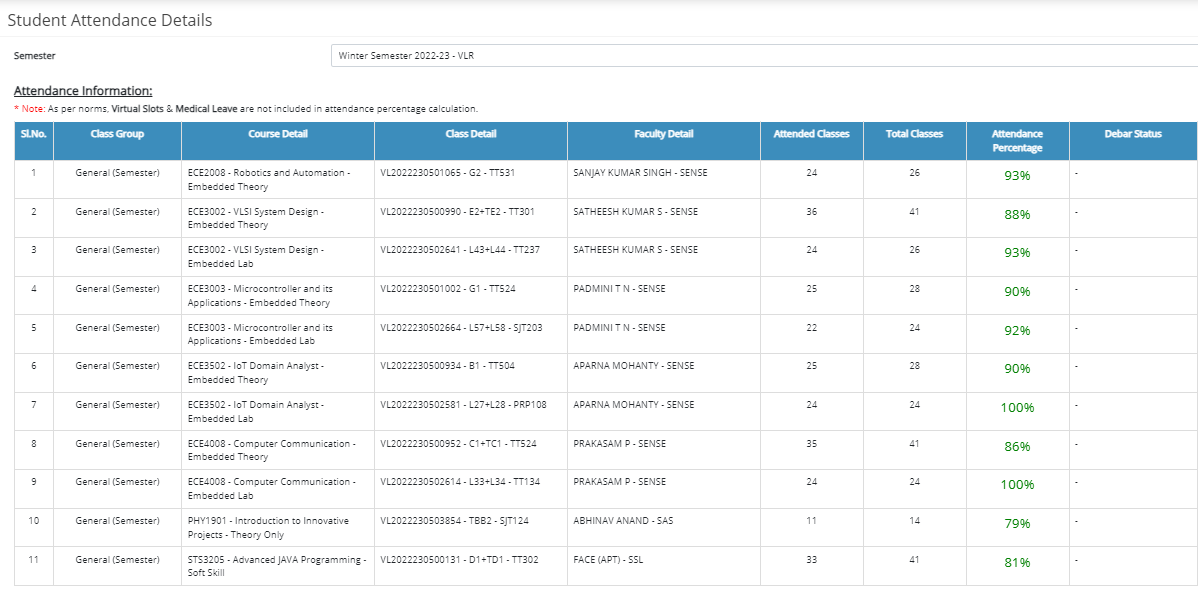 Student Attendance Details
Semester
Winter Semester 2022-23 - VLR
Attendance Information:
* Note: As per norms, Virtual Slots & Medical Leave are not included in attendance percentage calculation.
Sl.No. Class Group Course Detail Class Detail Faculty Detail Attended Classes Total Classes Attendance Debar Status
Percentage
1 General (Semester) ECE2008 - Robotics and Automation - VL2022230501065 - G2 - TT531 SANJAY KUMAR SINGH - SENSE 24 26 93% -
Embedded Theory
2 General (Semester) ECE3002 - VLSI System Design - VL2022230500990 - E2+TE2 - TT301 SATHEESH KUMAR S - SENSE 36 41 88% -
Embedded Theory
3 General (Semester) ECE3002 - VLSI System Design - VL2022230502641 - L43+L44 - TT237 SATHEESH KUMAR S - SENSE 24 26 93% -
Embedded Lab
4 General (Semester) ECE3003 - Microcontroller and its VL2022230501002 - G1 - TT524 PADMINI T N - SENSE 25 28 90% -
Applications - Embedded Theory
5 General (Semester) ECE3003 - Microcontroller and its VL2022230502664 - L57+L58 - SJT203 PADMINI T N - SENSE 22 24 92% -
Applications - Embedded Lab
6 General (Semester) ECE3502 - IoT Domain Analyst - VL2022230500934 - B1 - TT504 APARNA MOHANTY - SENSE 25 28 90% -
Embedded Theory
7 General (Semester) ECE3502 - IoT Domain Analyst - VL2022230502581 - L27+L28 - PRP108 APARNA MOHANTY - SENSE 24 24 100% -
Embedded Lab
8 General (Semester) ECE4008 - Computer Communication - VL2022230500952 - C1+TC1 - TT524 PRAKASAM P - SENSE 35 41 86% -
Embedded Theory
9 General (Semester) ECE4008 - Computer Communication - VL2022230502614 - L33+L34 - TT134 PRAKASAM P - SENSE 24 24 100% -
Embedded Lab
10 General (Semester) PHY1901 - Introduction to Innovative VL2022230503854 - TBB2 - SJT124 ABHINAV ANAND - SAS 11 14 79% -
Projects - Theory Only
11 General (Semester) STS3205 - Advanced JAVA Programming - VL2022230500131 - D1+TD1 - TT302 FACE (APT) - SSL 33 41 81% -
Soft Skill